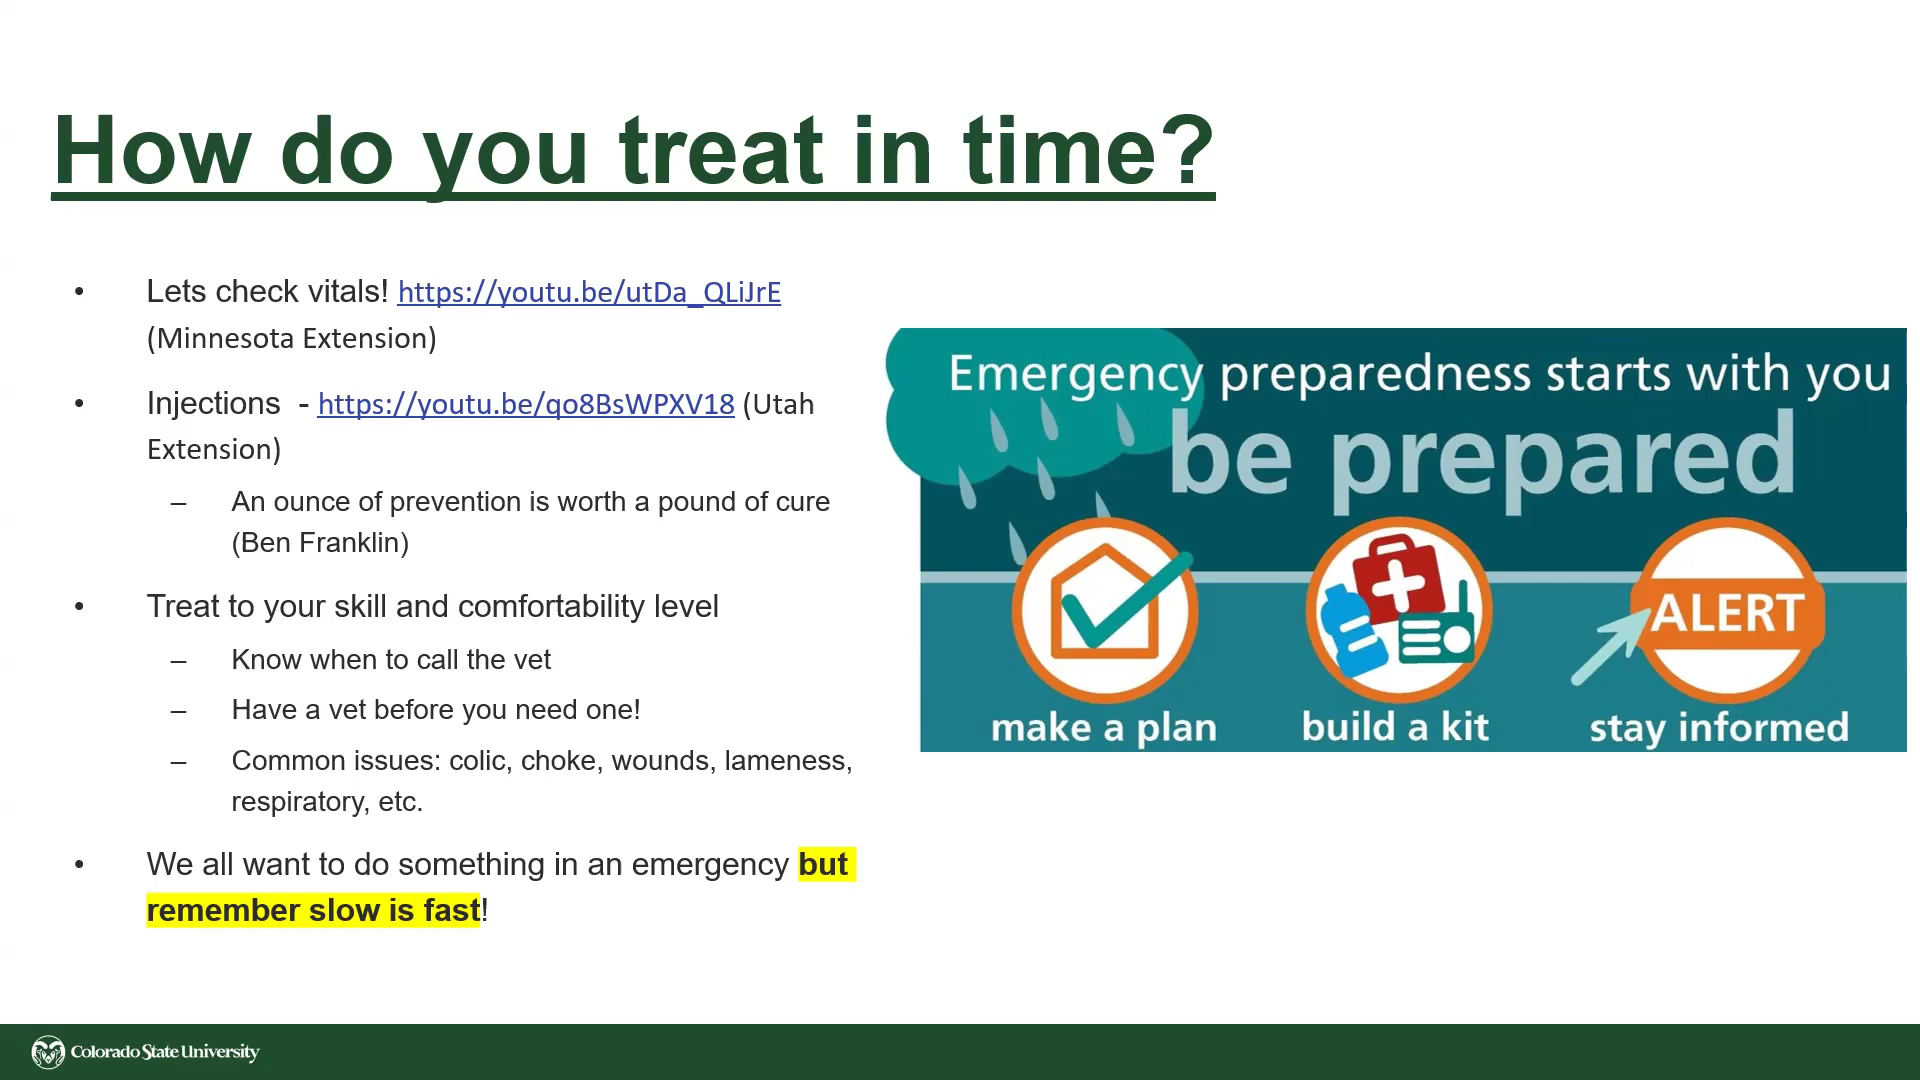 How do you treat in time?
• Lets check vitals! https://youtu.be/utDa_QLiJrE
(Minnesota Extension)
• Injections - https://youtu.be/qo8BsWPXV18 (Utah
Extension)
– An ounce of prevention is worth a pound of cure
(Ben Franklin)
• Treat to your skill and comfortability level
– Know when to call the vet
– Have a vet before you need one!
– Common issues: colic, choke, wounds, lameness,
respiratory, etc.
• We all want to do something in an emergency but
remember slow is fast!
Emergency preparedness starts with you
be prepared
ALERT
make a plan
build a kit
stay informed
Colorado State University